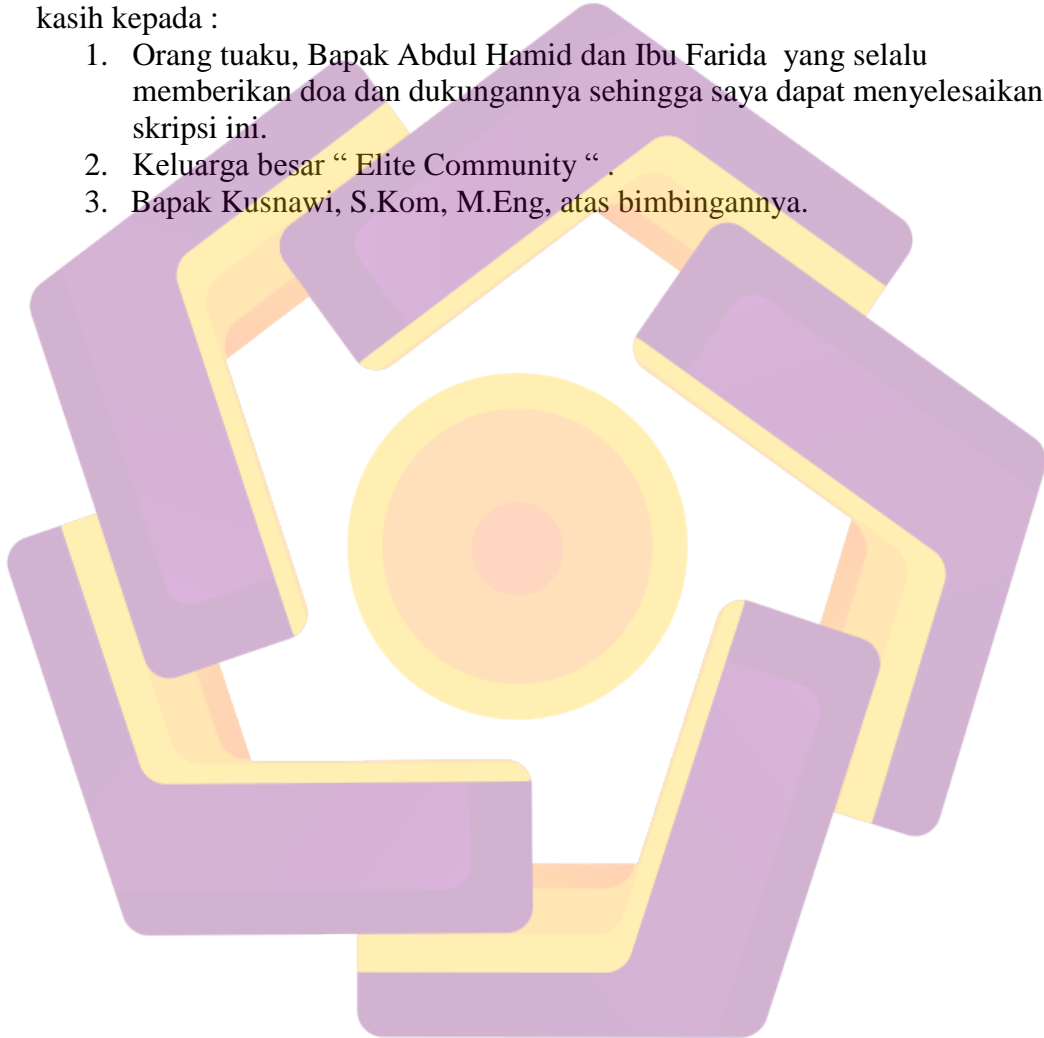 kasih kepada :
1. Orang tuaku, Bapak Abdul Hamid dan Ibu Farida yang selalu
memberikan doa dan dukungannya sehingga saya dapat menyelesaikan
skripsi ini.
2. Keluarga besar “ Elite Community “ .
3. Bapak Kusnawi, S.Kom, M.Eng, atas bimbingannya.